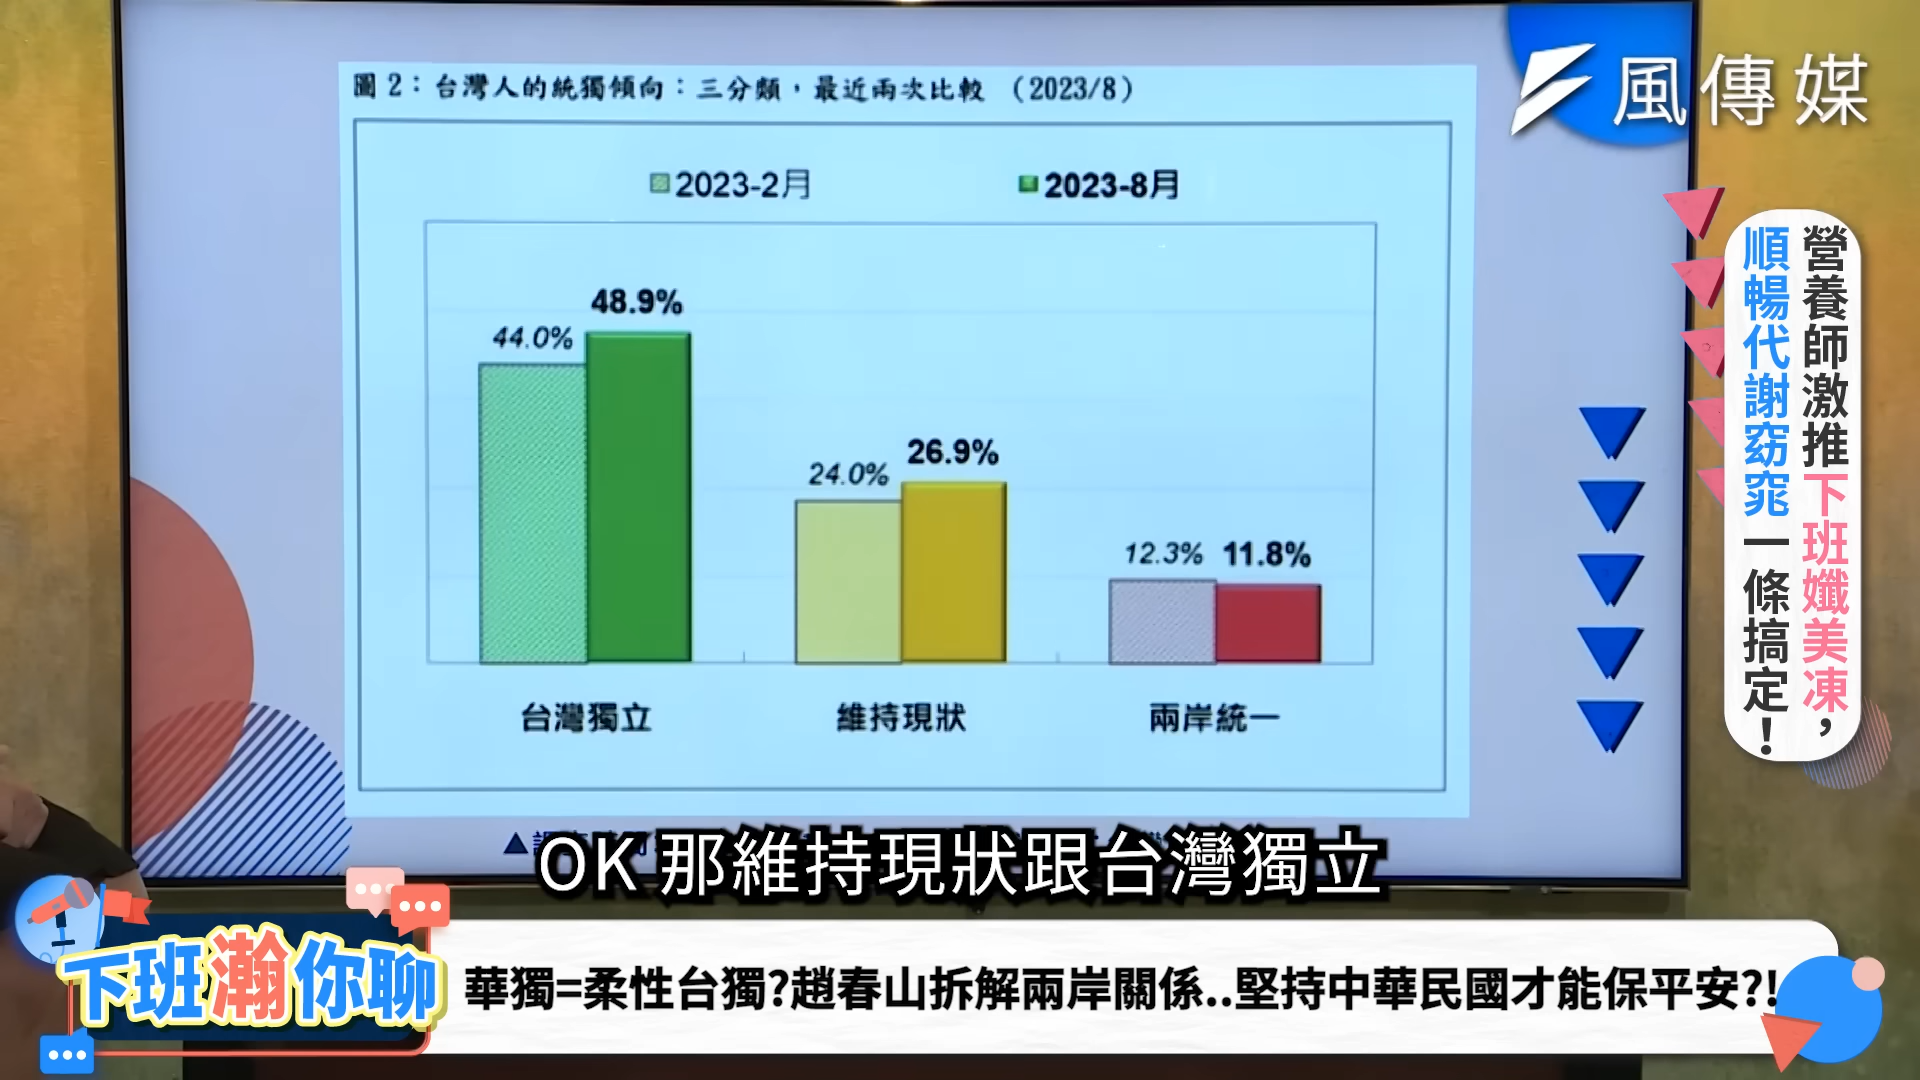 圖 2：台灣人的統獨傾向：三分類，最近兩次比較 （2023/8）
風傳媒
2023-2月
2023-8月
44.0%
48.9%
24.0%
26.9%
12.3%
11.8%
台灣獨立
維持現狀
兩岸統一
營養師激推下班孅美凍，
順暢代謝窈窕一條搞定！
OK 那維持現狀跟台灣獨立
下班瀚你聊
華獨=柔性台獨?趙春山拆解兩岸關係..堅持中華民國才能保平安?!